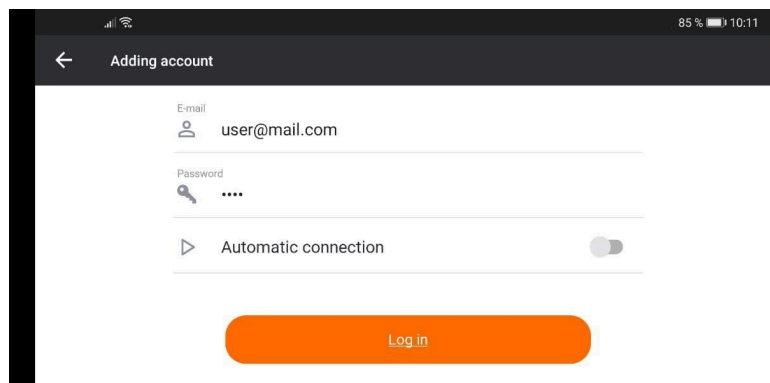 85 % 10:11
Adding account
E-mail
user@mail.com
Password
••••
Automatic connection
Log in